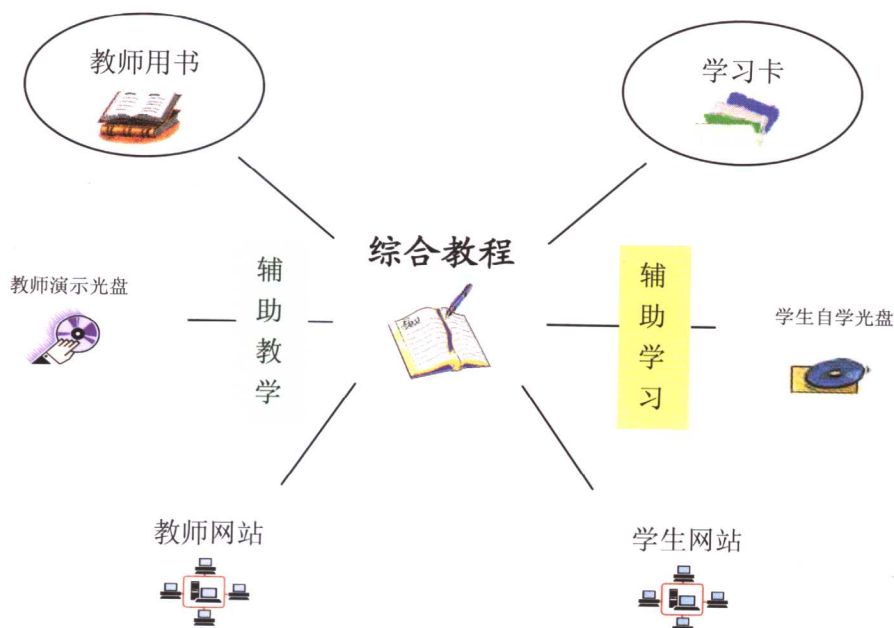 教师用书
学习卡
综合教程
教师演示光盘
辅助教学
辅助学习
学生自学光盘
教师网站
学生网站